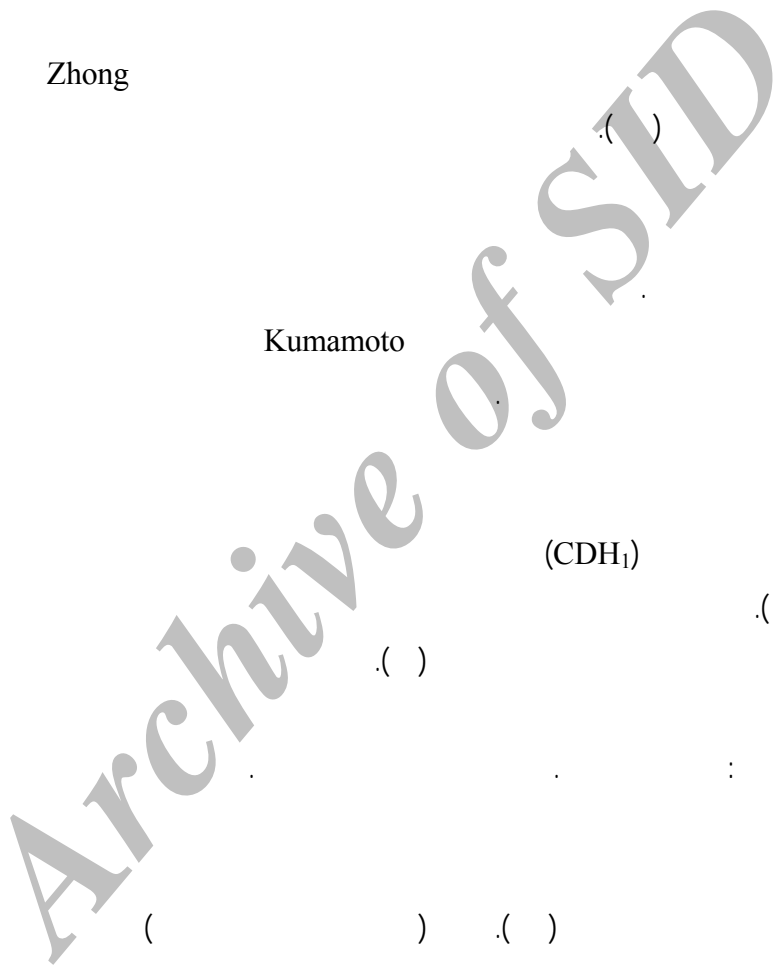 Zhong
.( )
.
Kumamoto
.
(CDH₁)
.(
.( )
. . :
( ) .( )
Archive of SID